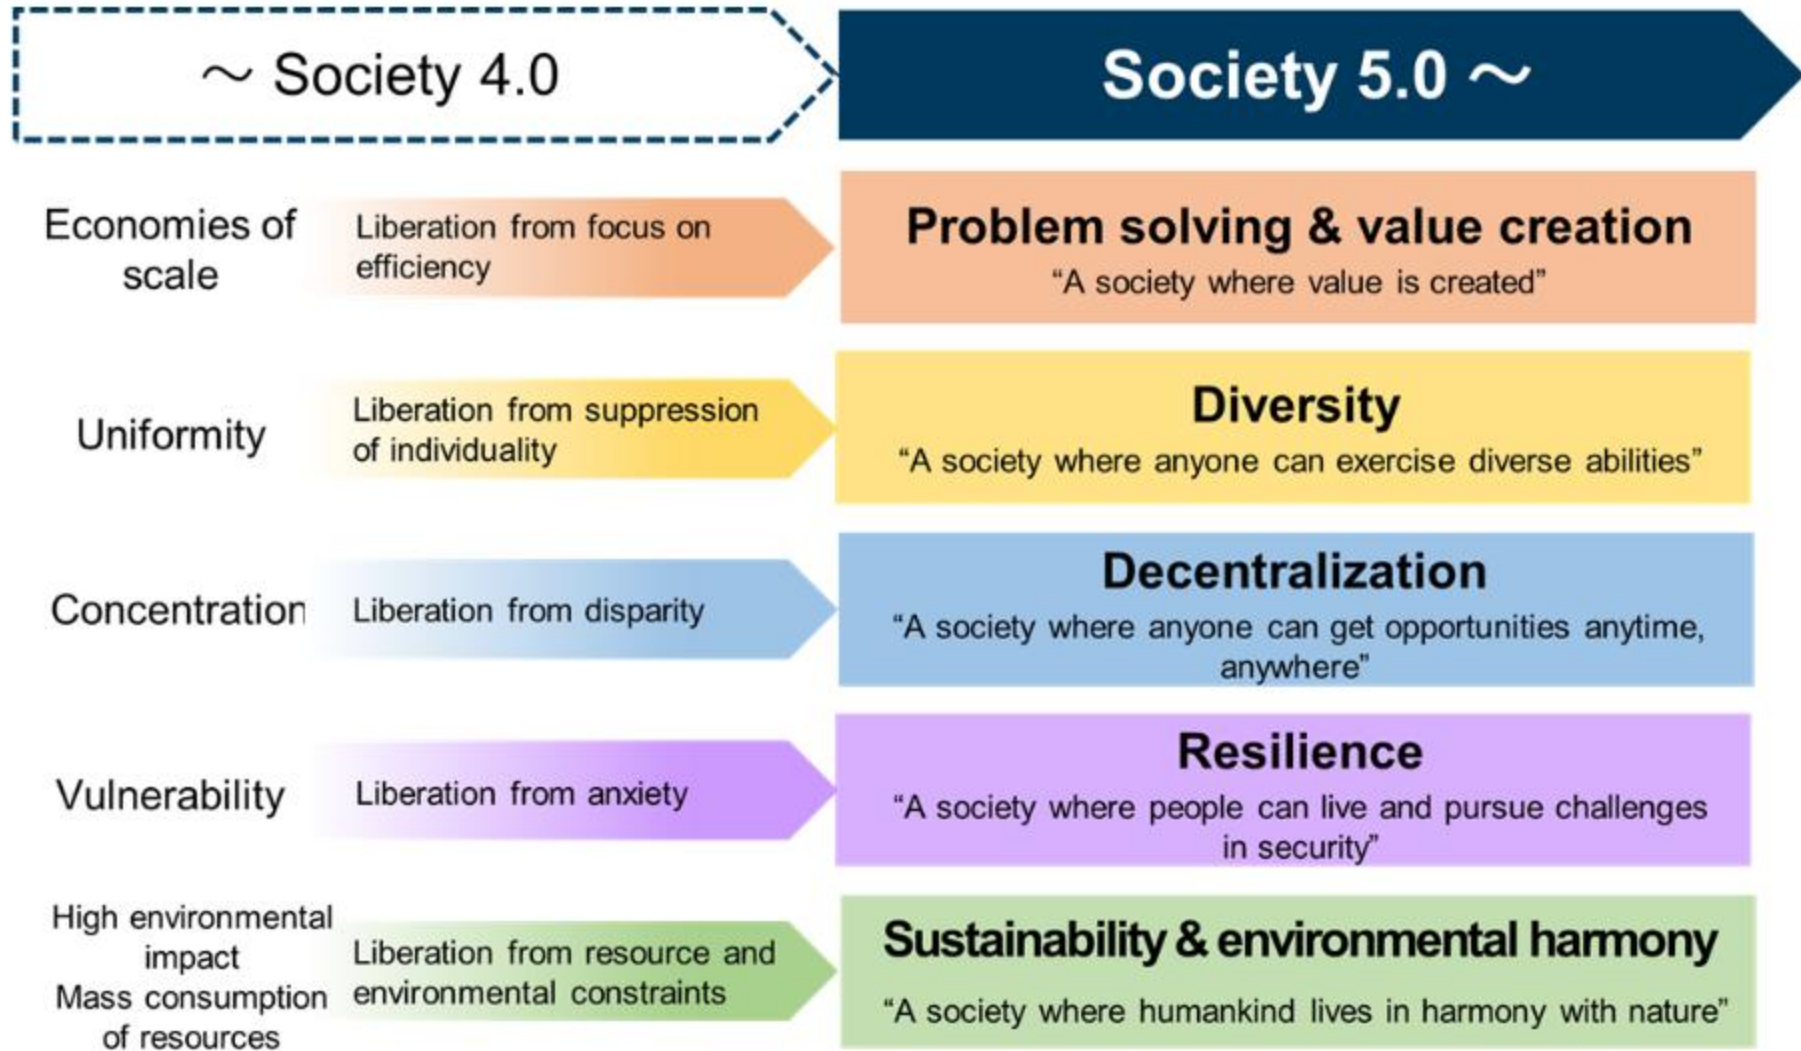 ～ Society 4.0
Society 5.0 ～
Economies of
scale
Liberation from focus on
efficiency
Problem solving & value creation
“A society where value is created”
Uniformity
Liberation from suppression
of individuality
Diversity
“A society where anyone can exercise diverse abilities”
Concentration
Liberation from disparity
Decentralization
“A society where anyone can get opportunities anytime,
anywhere”
Vulnerability
Liberation from anxiety
Resilience
“A society where people can live and pursue challenges
in security”
High environmental
impact
Mass consumption
of resources
Liberation from resource and
environmental constraints
Sustainability & environmental harmony
“A society where humankind lives in harmony with nature”